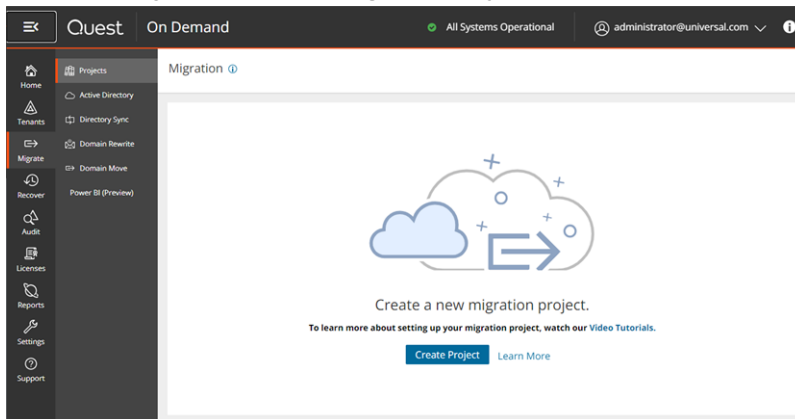 Quest On Demand
All Systems Operational
administrator@universal.com
Home
Tenants
Migrate
Recover
Audit
Licenses
Reports
Settings
Support
Projects
Active Directory
Directory Sync
Domain Rewrite
Domain Move
Power BI (Preview)
Migration
Create a new migration project.
To learn more about setting up your migration project, watch our Video Tutorials.
Create Project Learn More